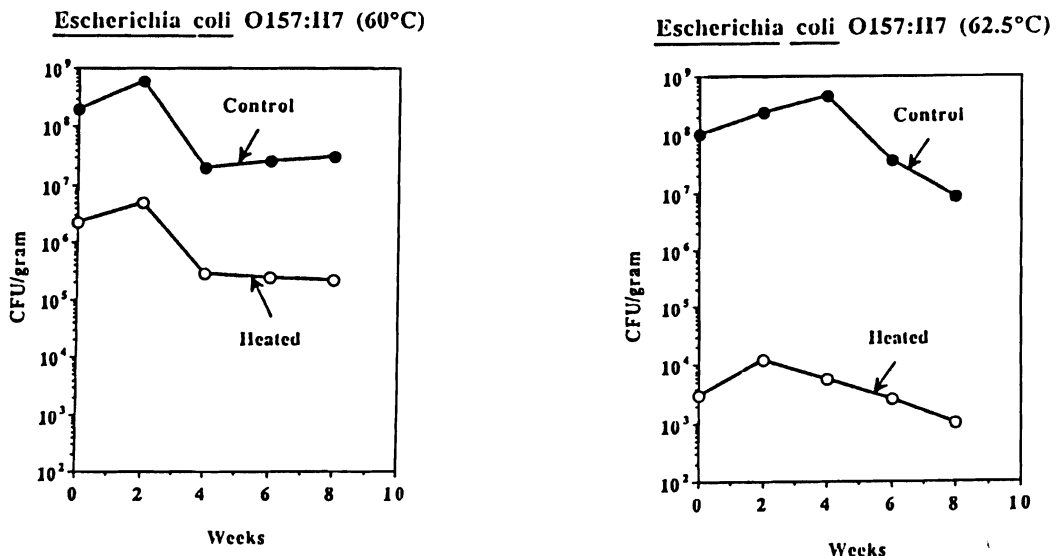 Escherichia coli O157:H7 (60°C)
10⁹
10⁸
10⁷
10⁶
10⁵
10⁴
10³
10²
CFU/gram
Control
Heated
0 2 4 6 8 10
Weeks
Escherichia coli O157:H7 (62.5°C)
10⁹
10⁸
10⁷
10⁶
10⁵
10⁴
10³
10²
CFU/gram
Control
Heated
0 2 4 6 8 10
Weeks